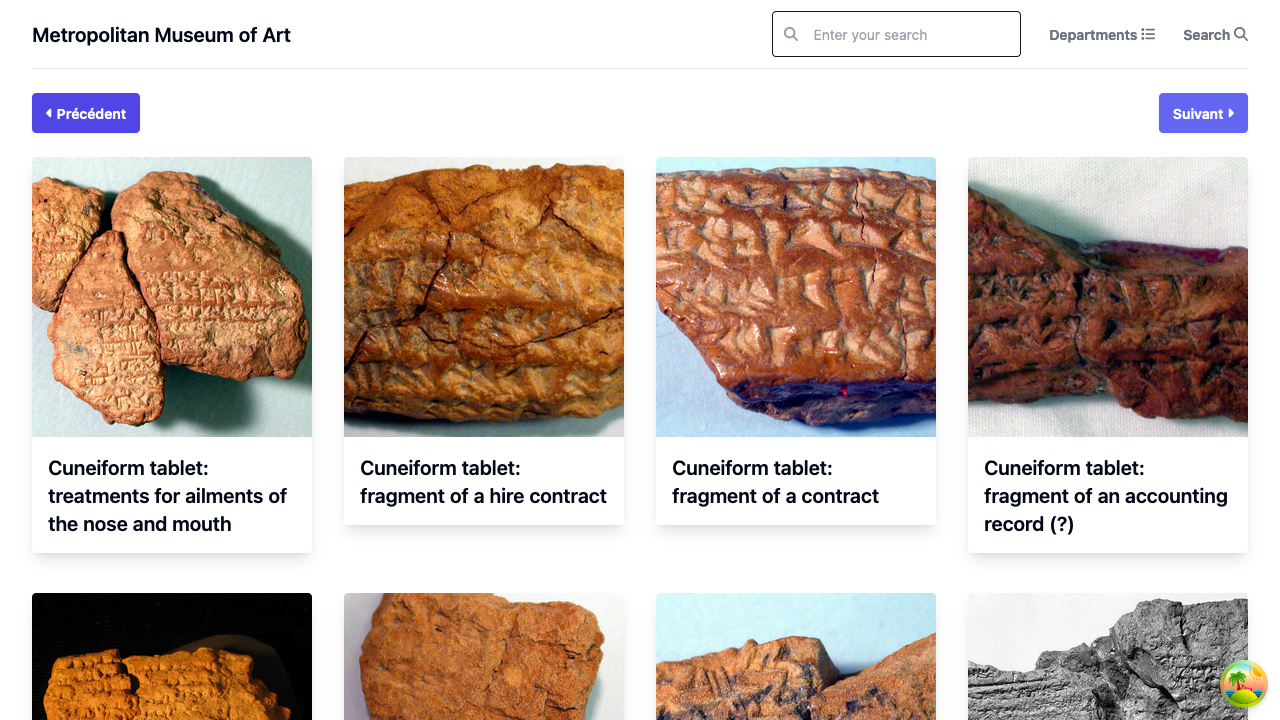 Metropolitan Museum of Art
Enter your search
Departments
Search
Précédent
Suivant
Cuneiform tablet:
treatments for ailments of
the nose and mouth
Cuneiform tablet:
fragment of a hire contract
Cuneiform tablet:
fragment of a contract
Cuneiform tablet:
fragment of an accounting
record (?)